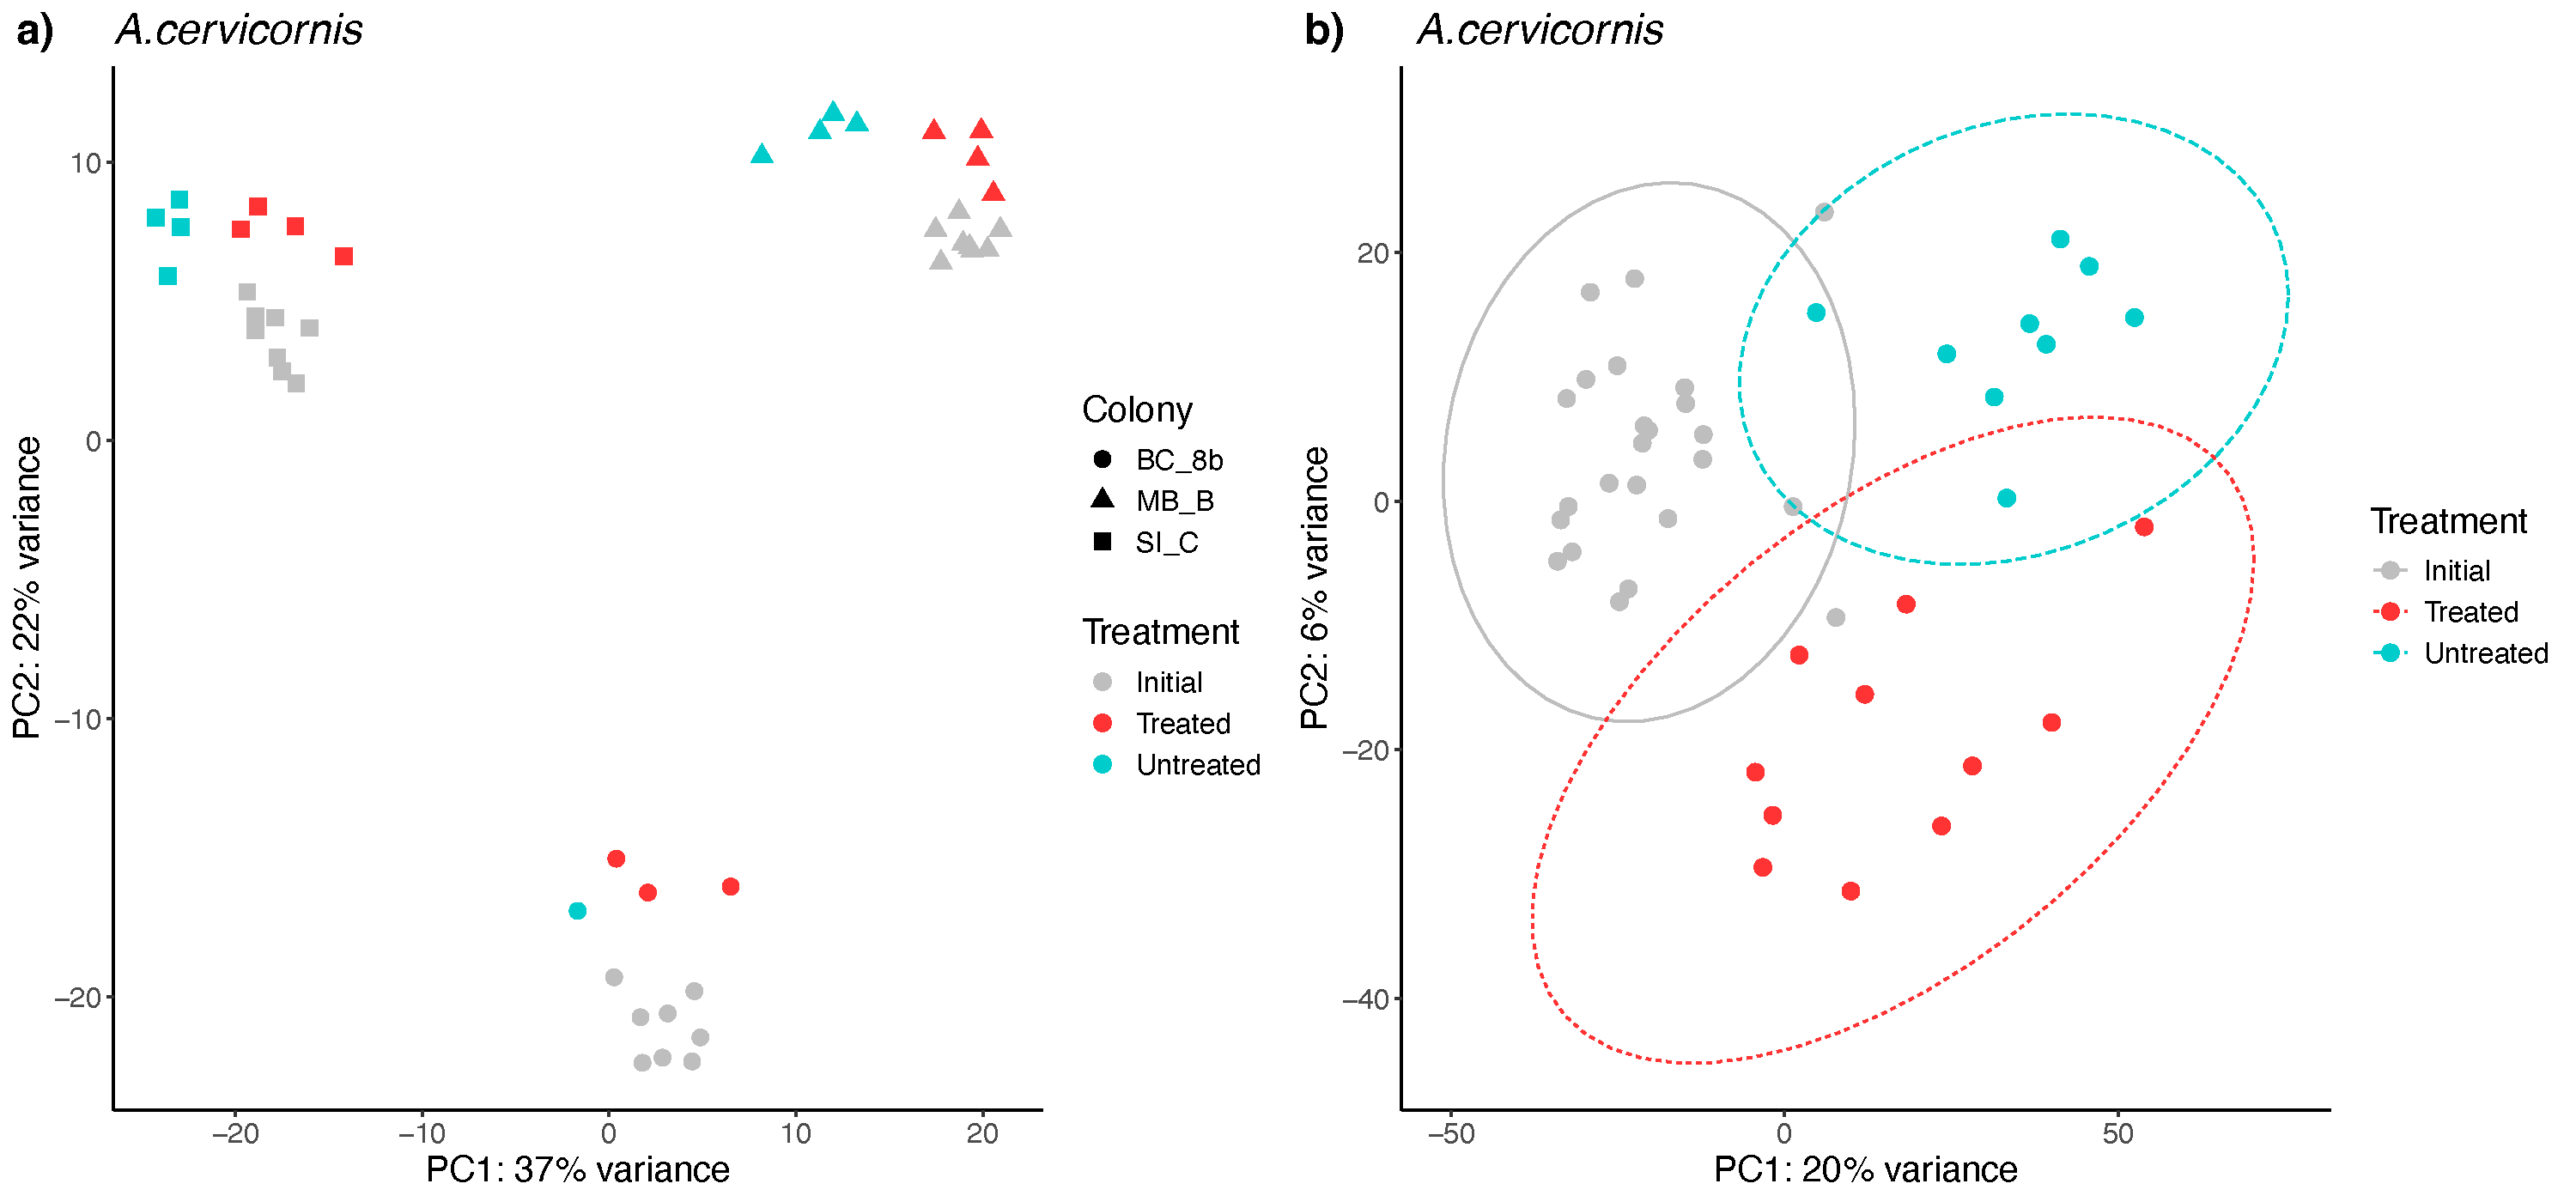 a) A.cervicornis
PC2: 22% variance
10
0
−10
−20
−20 −10 0 10 20
PC1: 37% variance
Colony
BC_8b
MB_B
SI_C
Treatment
Initial
Treated
Untreated
b) A.cervicornis
PC2: 6% variance
20
0
−20
−40
−50 0 50
PC1: 20% variance
Treatment
Initial
Treated
Untreated